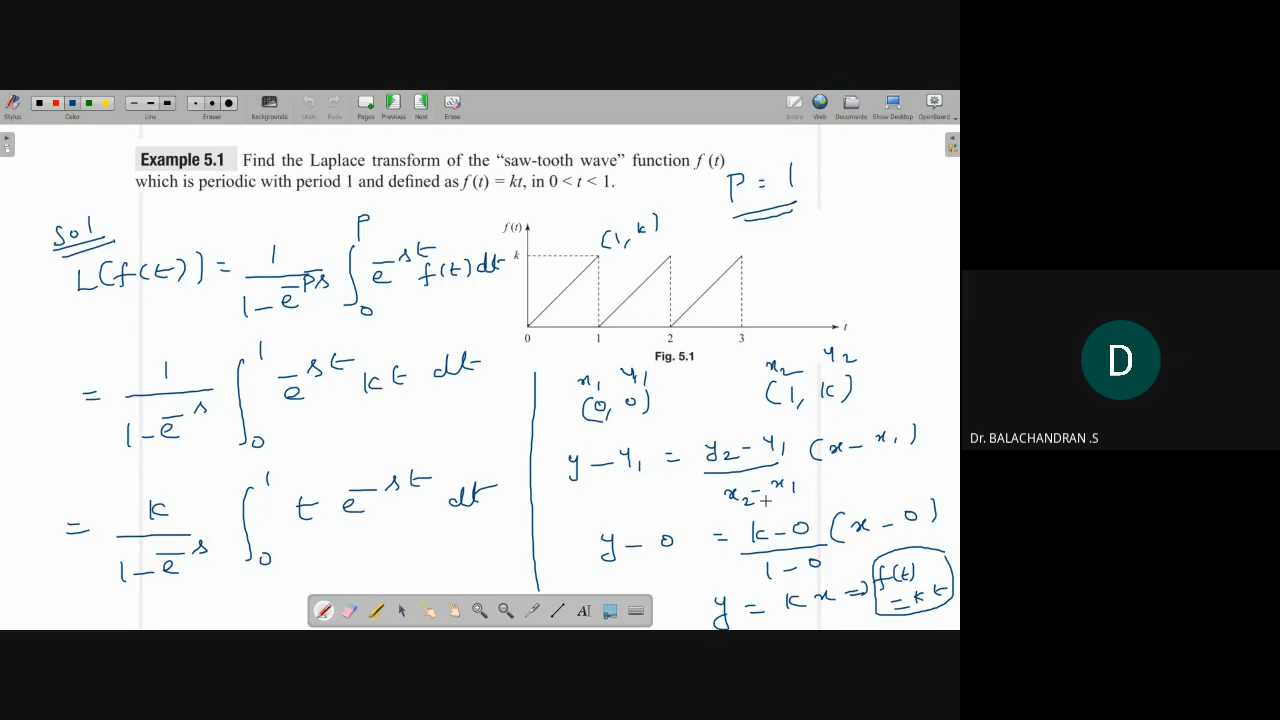 Stylus Color Line Eraser Backgrounds Undo Redo Pages Previous Next Erase Board Web Documents Show Desktop OpenBoard
Example 5.1 Find the Laplace transform of the “saw-tooth wave” function f (t)
which is periodic with period 1 and defined as f (t) = kt, in 0 < t < 1.
P = 1
Sol
L[f(t)] = 1/(1-e^-Ps) ∫_0^P e^-st f(t) dt
= 1/(1-e^-s) ∫_0^1 e^-st kt dt
= k/(1-e^-s) ∫_0^1 t e^-st dt
f(t)
(1, k)
k
0 1 2 3 t
Fig. 5.1
x1 y1 x2 y2
(0, 0) (1, k)
y - y1 = (y2 - y1)/(x2 - x1) (x - x1)
y - 0 = (k - 0)/(1 - 0) (x - 0)
y = kx ⇒ f(t) = kt
D
Dr. BALACHANDRAN .S